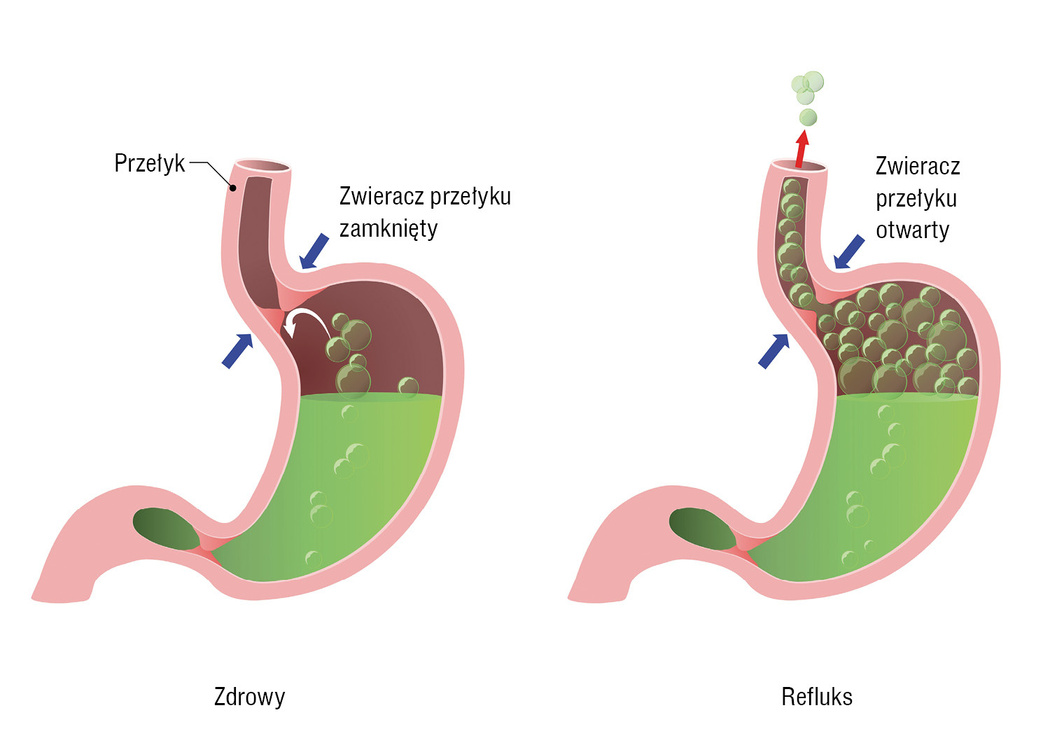 Przełyk
Zwieracz przełyku
zamknięty
Zwieracz
przełyku
otwarty
Zdrowy
Refluks